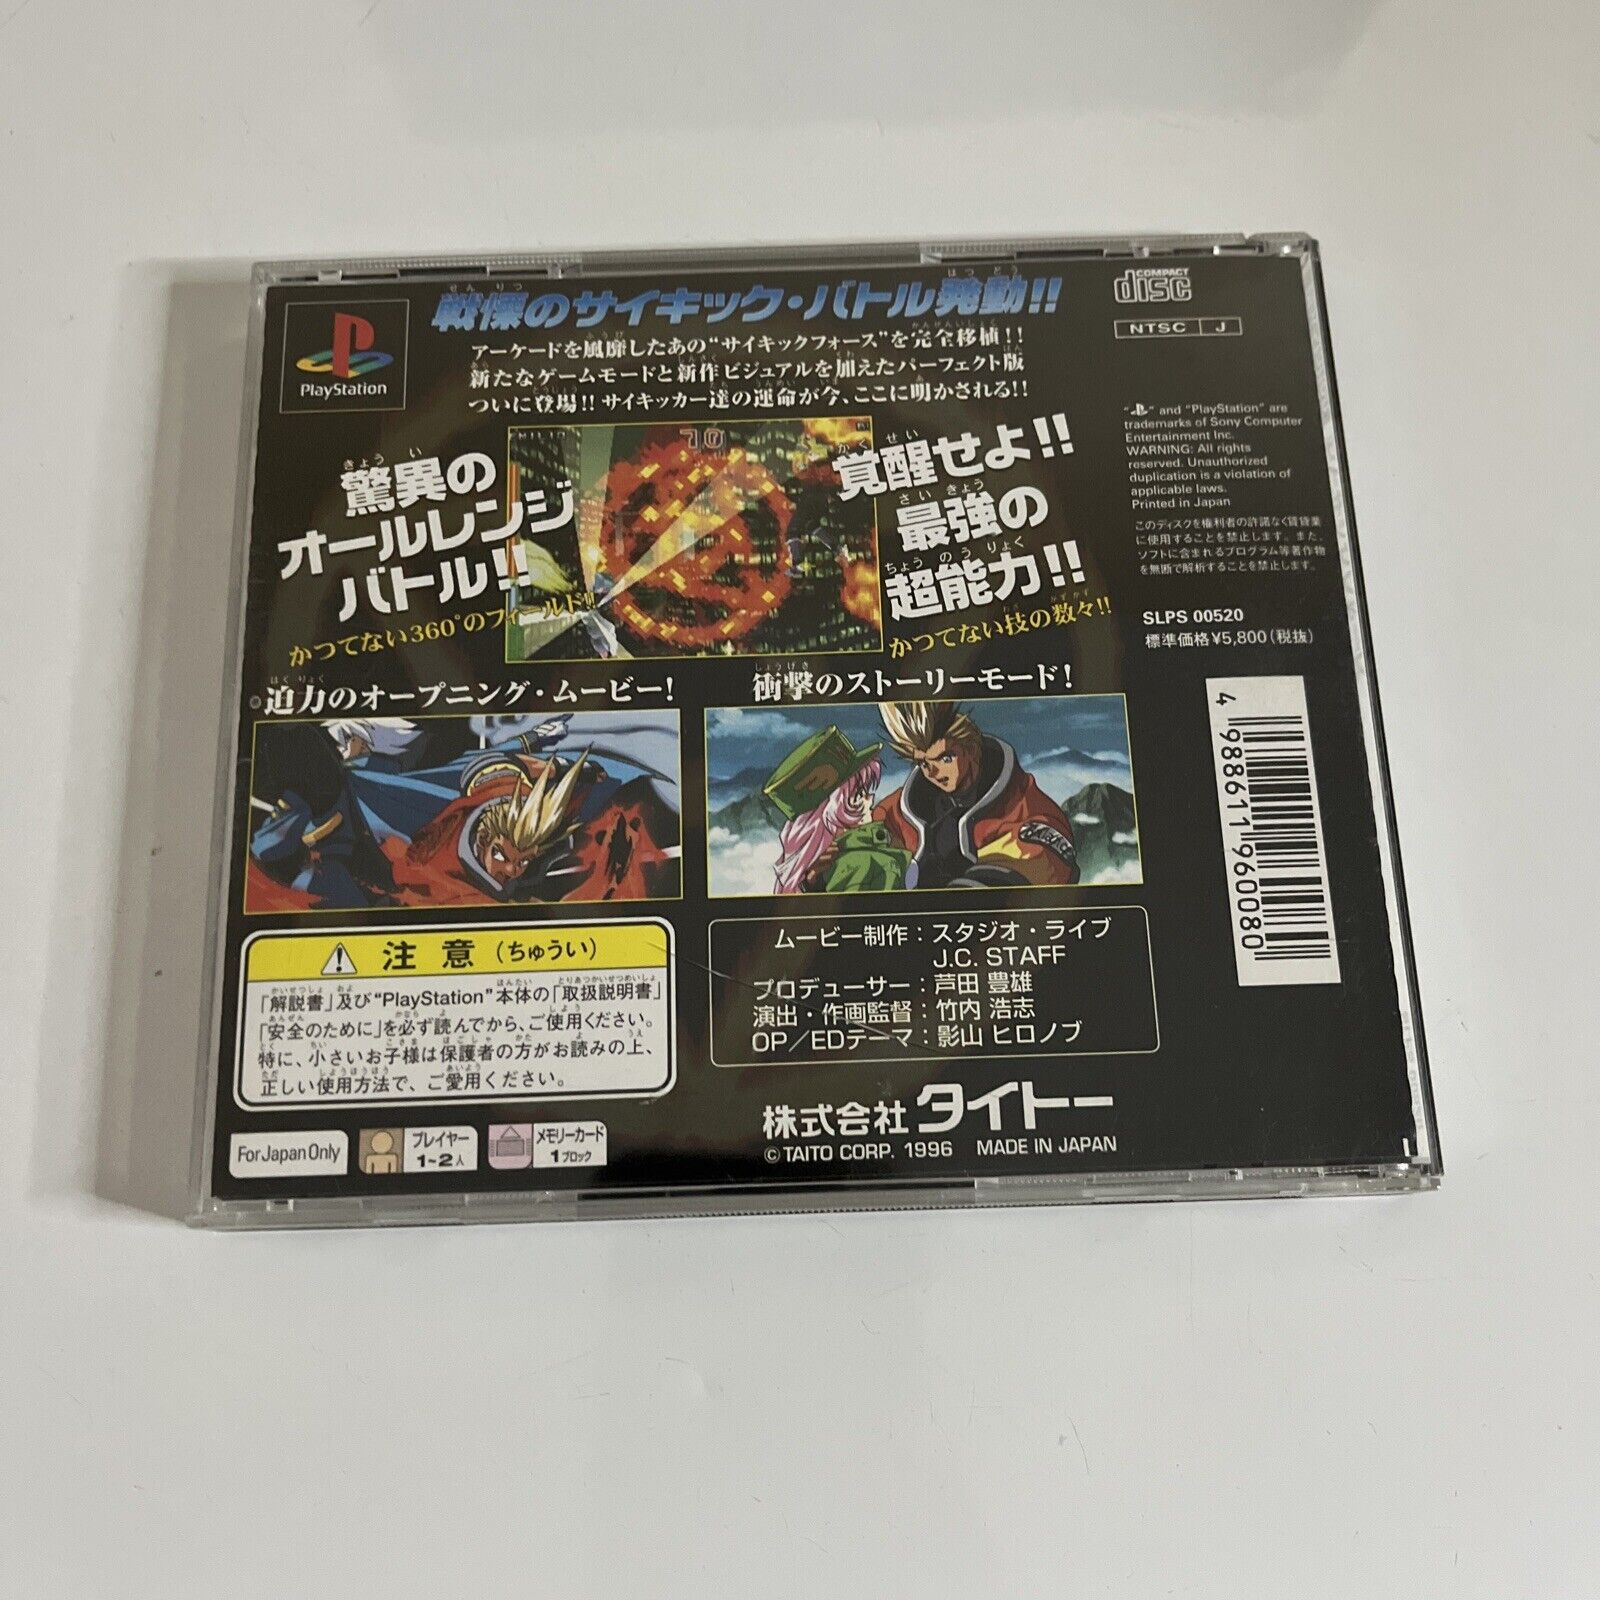 戦慄のサイキック・バトル発動!!
アーケードを風靡したあの“サイキックフォース”を完全移植!!
新たなゲームモードと新作ビジュアルを加えたパーフェクト版
ついに登場!! サイキッカー達の運命が今、ここに明かされる!!
PlayStation
COMPACT
disc
NTSC J
驚異の
オールレンジ
バトル!!
かつてない360°のフィールド!!
EMILIO
70
覚醒せよ!!
最強の
超能力!!
かつてない技の数々!!
“ ” and “PlayStation” are
trademarks of Sony Computer
Entertainment Inc.
WARNING: All rights
reserved. Unauthorized
duplication is a violation of
applicable laws.
Printed in Japan
このディスクを権利者の許諾なく賃貸業
に使用することを禁止します。また、
ソフトに含まれるプログラム等著作物
を無断で解析することを禁止します。
SLPS 00520
標準価格¥5,800(税抜)
4 988611 960080
迫力のオープニング・ムービー!
衝撃のストーリーモード!
注意(ちゅうい)
「解説書」及び“PlayStation”本体の「取扱説明書」
「安全のために」を必ず読んでから、ご使用ください。
特に、小さいお子様は保護者の方がお読みの上、
正しい使用方法で、ご愛用ください。
ムービー制作：スタジオ・ライブ
J.C. STAFF
プロデューサー：芦田 豊雄
演出・作画監督：竹内 浩志
OP／EDテーマ：影山 ヒロノブ
株式会社タイトー
© TAITO CORP. 1996 MADE IN JAPAN
For Japan Only
プレイヤー
1~2人
メモリーカード
1ブロック